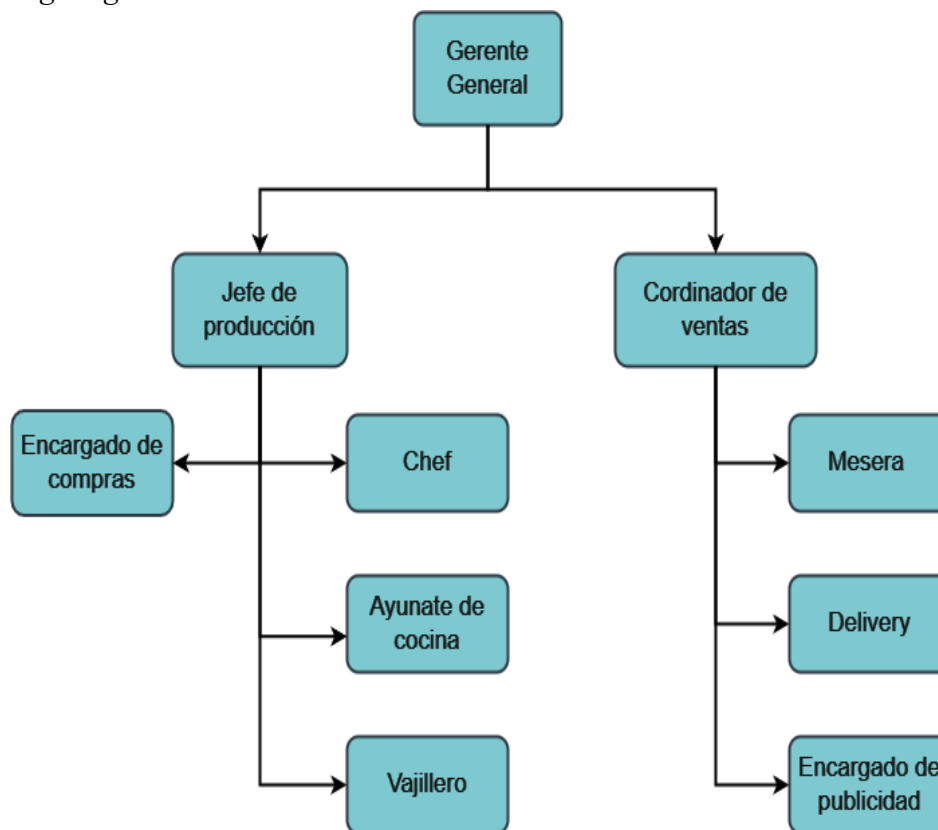 Gerente
General
Jefe de
producción
Cordinador de
ventas
Encargado de
compras
Chef
Mesera
Ayunate de
cocina
Delivery
Vajillero
Encargado de
publicidad